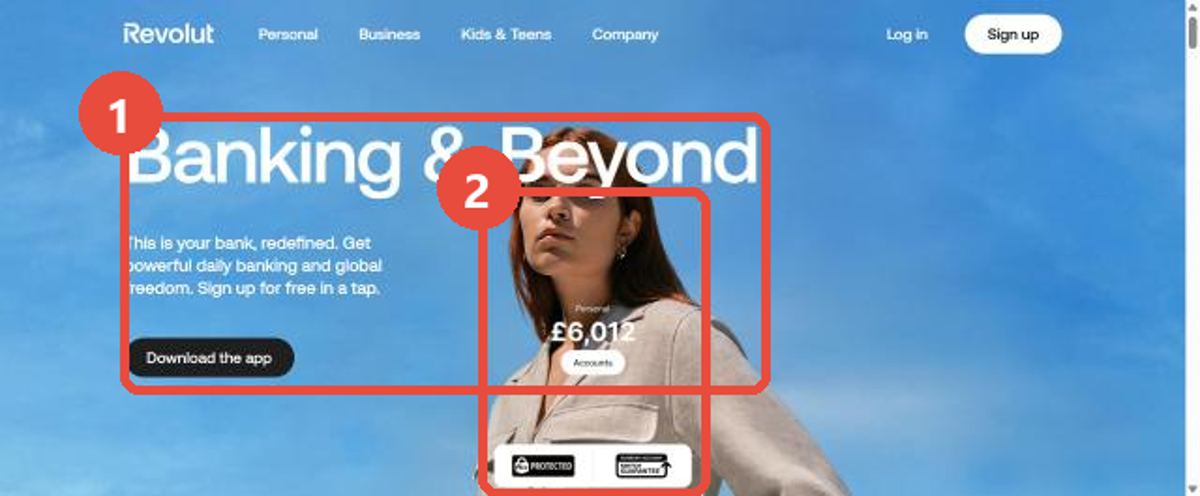 Revolut
Personal Business Kids & Teens Company
Log in Sign up
1
Banking & Beyond
2
This is your bank, redefined. Get
powerful daily banking and global
freedom. Sign up for free in a tap.
Personal
£6,012
Download the app
Accounts
PROTECTED
SWITCH
GUARANTEE